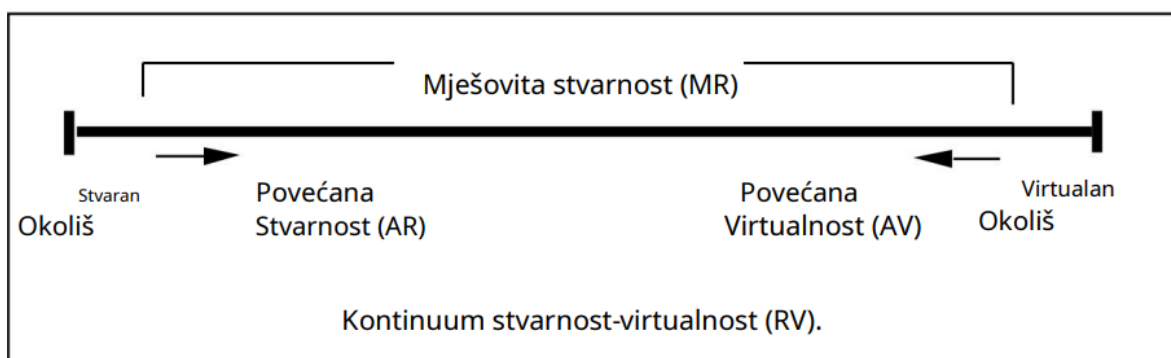 Mješovita stvarnost (MR)
Stvaran
Okoliš
Povećana
Stvarnost (AR)
Povećana
Virtualnost (AV)
Virtualan
Okoliš
Kontinuum stvarnost-virtualnost (RV).